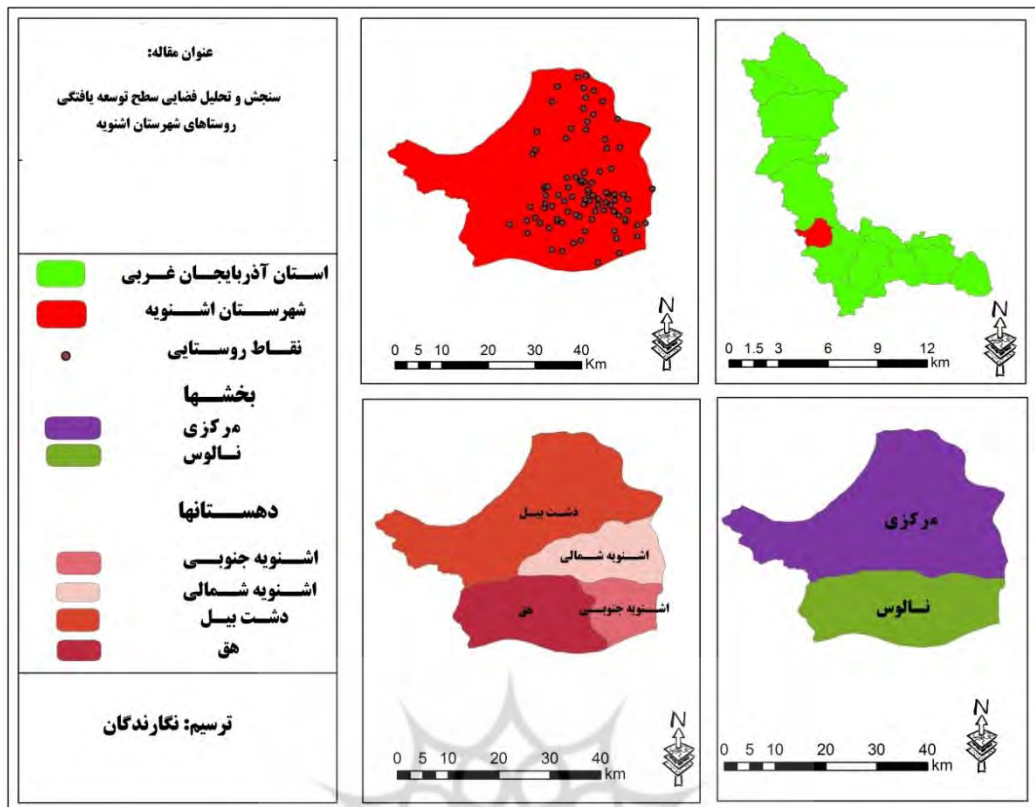 عنوان مقاله:
سنجش و تحلیل فضایی سطح توسعه یافتگی
روستاهای شهرستان اشنویه
استان آذربایجان غربی
شهرستان اشنویه
نقاط روستایی
بخشها
مرکزی
نالوس
دهستانها
اشنویه جنوبی
اشنویه شمالی
دشت بیل
هق
ترسیم: نگارندگان
N
0 5 10 20 30 40
Km
N
0 1.5 3 6 9 12
km
دشت بیل
اشنویه شمالی
هق
اشنویه جنوبی
N
0 5 10 20 30 40
km
مرکزی
نالوس
N
0 5 10 20 30 40
km